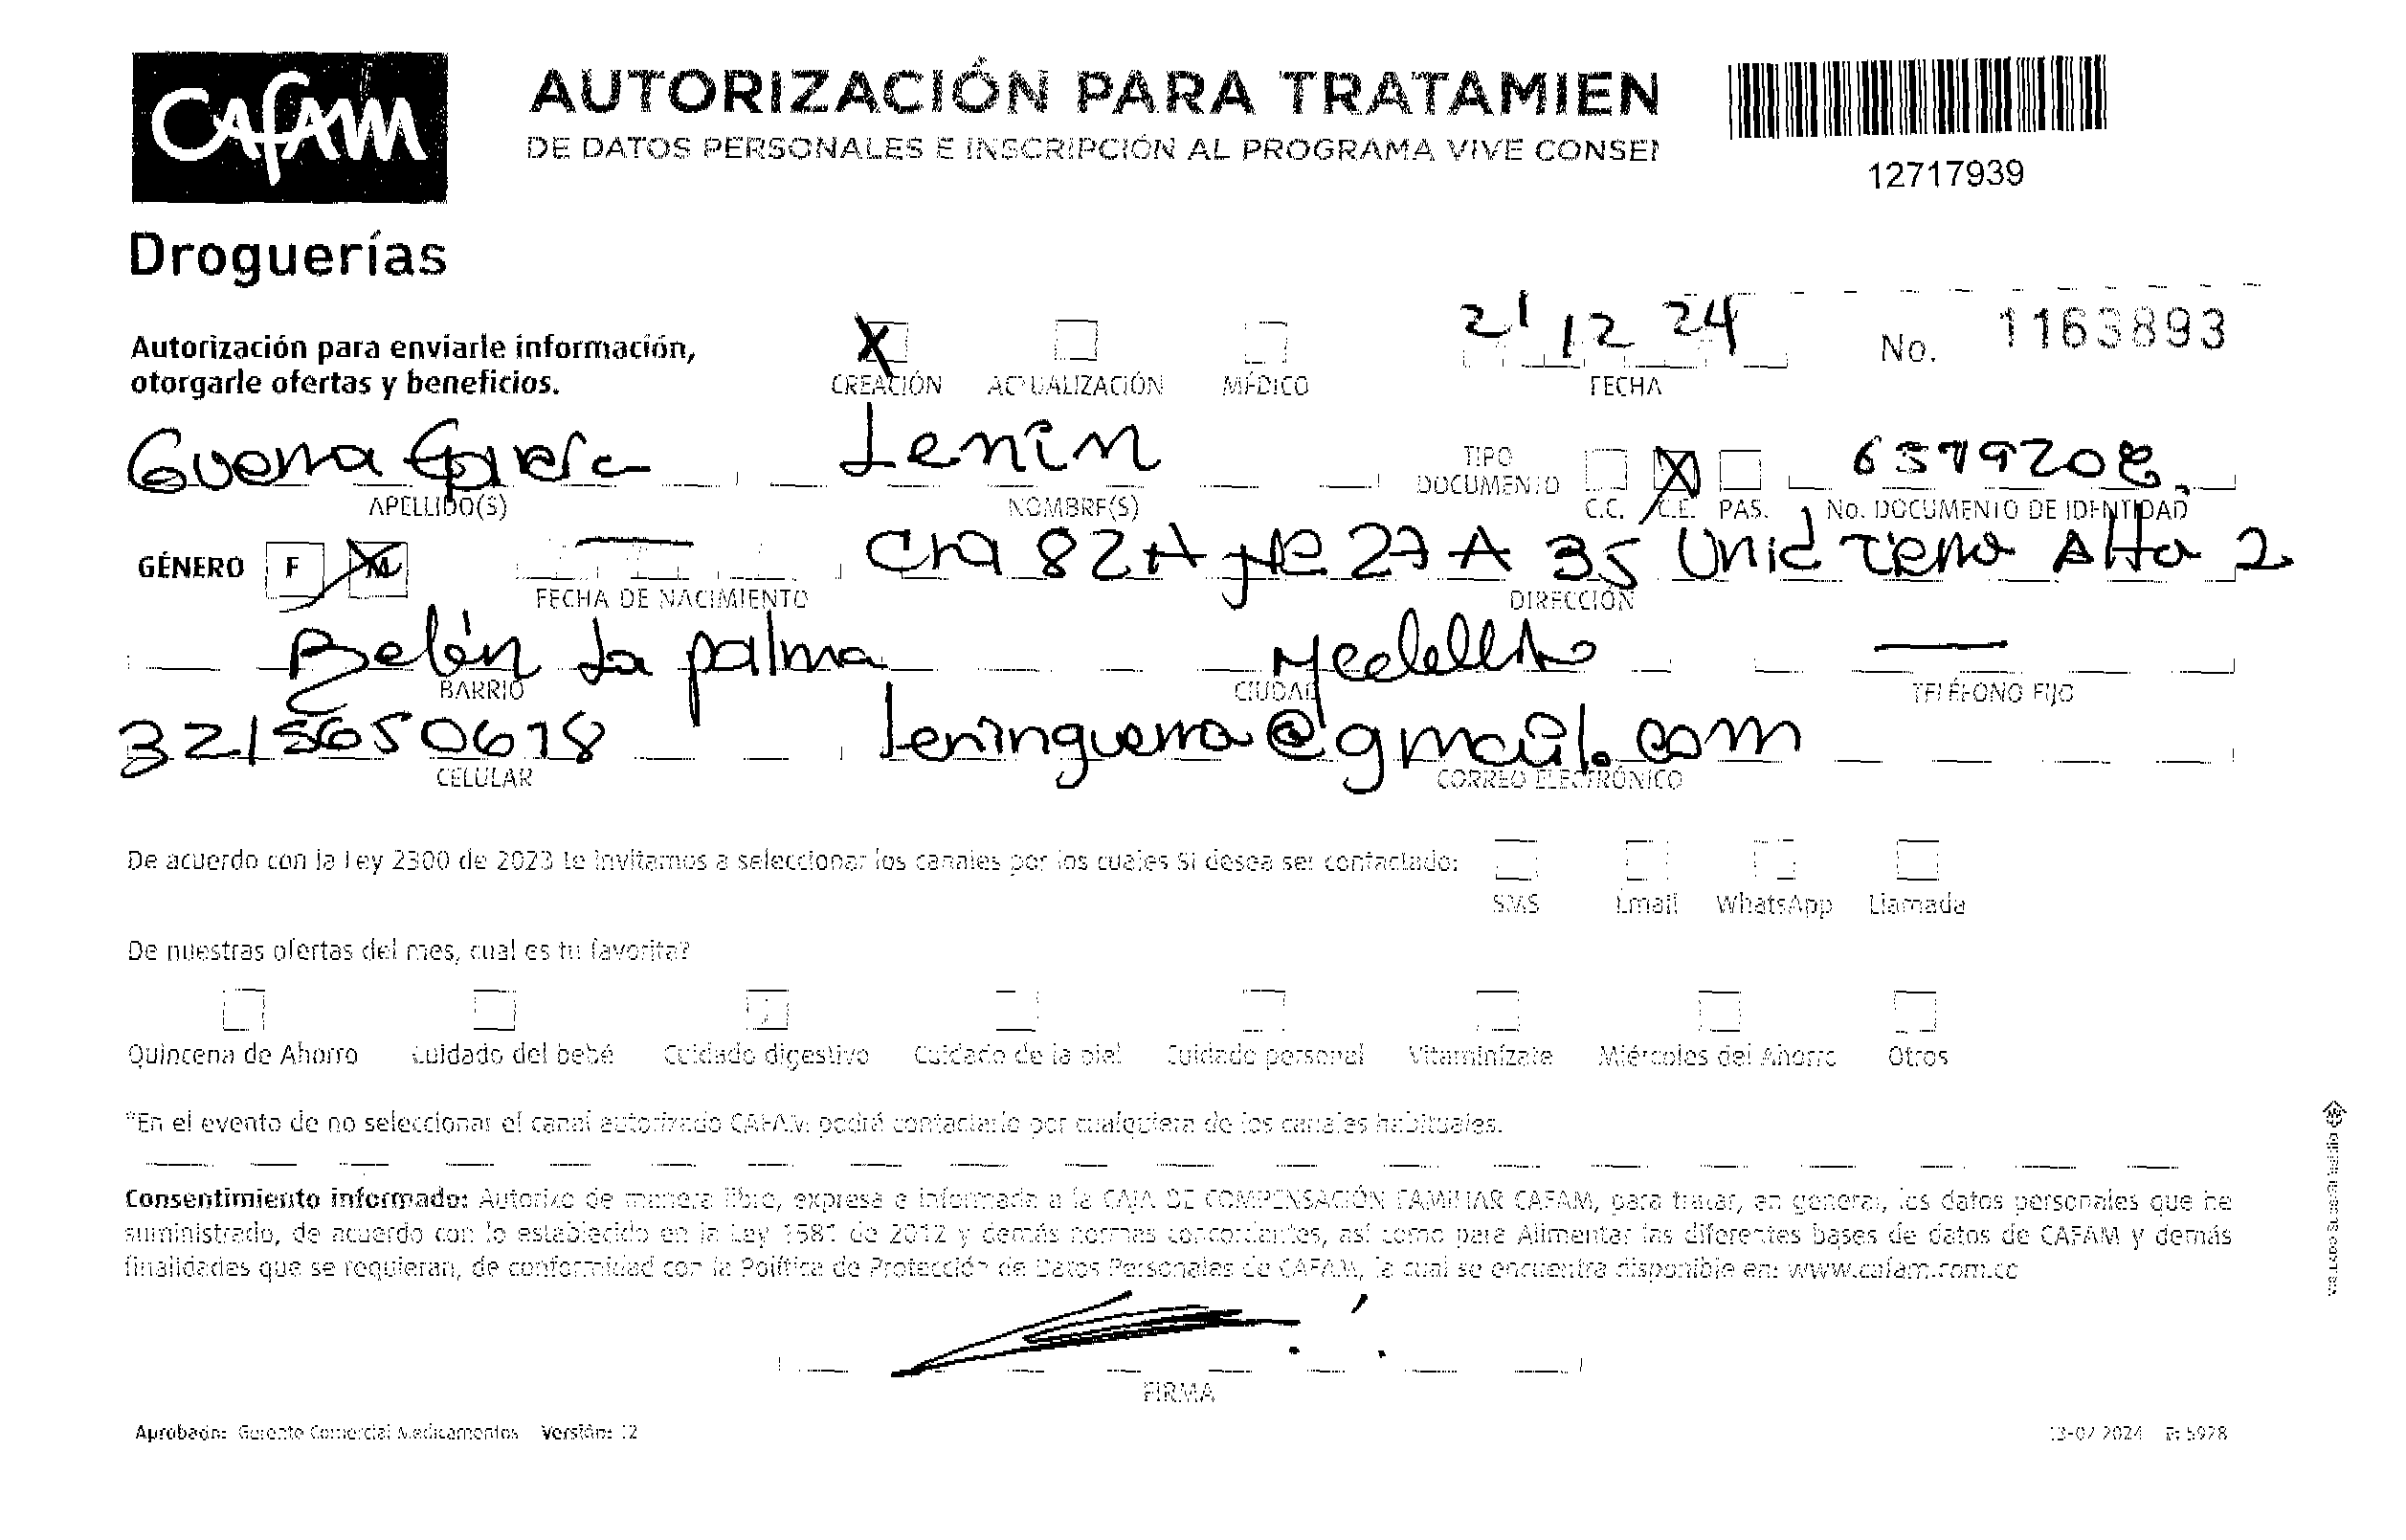 CAFAM
Droguerías
AUTORIZACIÓN PARA TRATAMIEN
DE DATOS PERSONALES E INSCRIPCIÓN AL PROGRAMA VIVE CONSE
12717939
Autorización para enviarle información,
otorgarle ofertas y beneficios.
X
CREACIÓN ACTUALIZACIÓN MÉDICO
21 12 24
FECHA
No. 1163893
Guerra García Lenin
APELLIDO(S) NOMBRE(S)
TIPO DOCUMENTO C.C. C.E. PAS.
No. DOCUMENTO DE IDENTIDAD
GÉNERO F M
FECHA DE NACIMIENTO
Cra 82A Nº 27A 35 Unid Terra Alta 2
DIRECCIÓN
Belén La palma Medellín
BARRIO CIUDAD TELÉFONO FIJO
leninguerra@gmail.com
CELULAR CORREO ELECTRÓNICO
De acuerdo con la Ley 2300 de 2023 te invitamos a seleccionar los canales por los cuales Si desea ser contactado:
SMS Email WhatsApp Llamada
De nuestras ofertas del mes, cual es tu favorita?
Quincena de Ahorro Cuidado del bebé Cuidado digestivo Cuidado de la piel Cuidado personal Vitaminízate Miércoles del Ahorro Otros
*En el evento de no seleccionar el canal autorizado CAFAM podrá contactarlo por cualquiera de los canales habituales.
Consentimiento informado: Autorizo de manera libre, expresa e informada a la CAJA DE COMPENSACIÓN FAMILIAR CAFAM, para tratar, en general, los datos personales que he
suministrado, de acuerdo con lo establecido en la Ley 1581 de 2012 y demás normas concordantes, así como para Alimentar las diferentes bases de datos de CAFAM y demás
finalidades que se requieran, de conformidad con la Política de Protección de Datos Personales de CAFAM, la cual se encuentra disponible en: www.cafam.com.co
FIRMA
Aprobación: Gerente Comercial Medicamentos Versión: 12